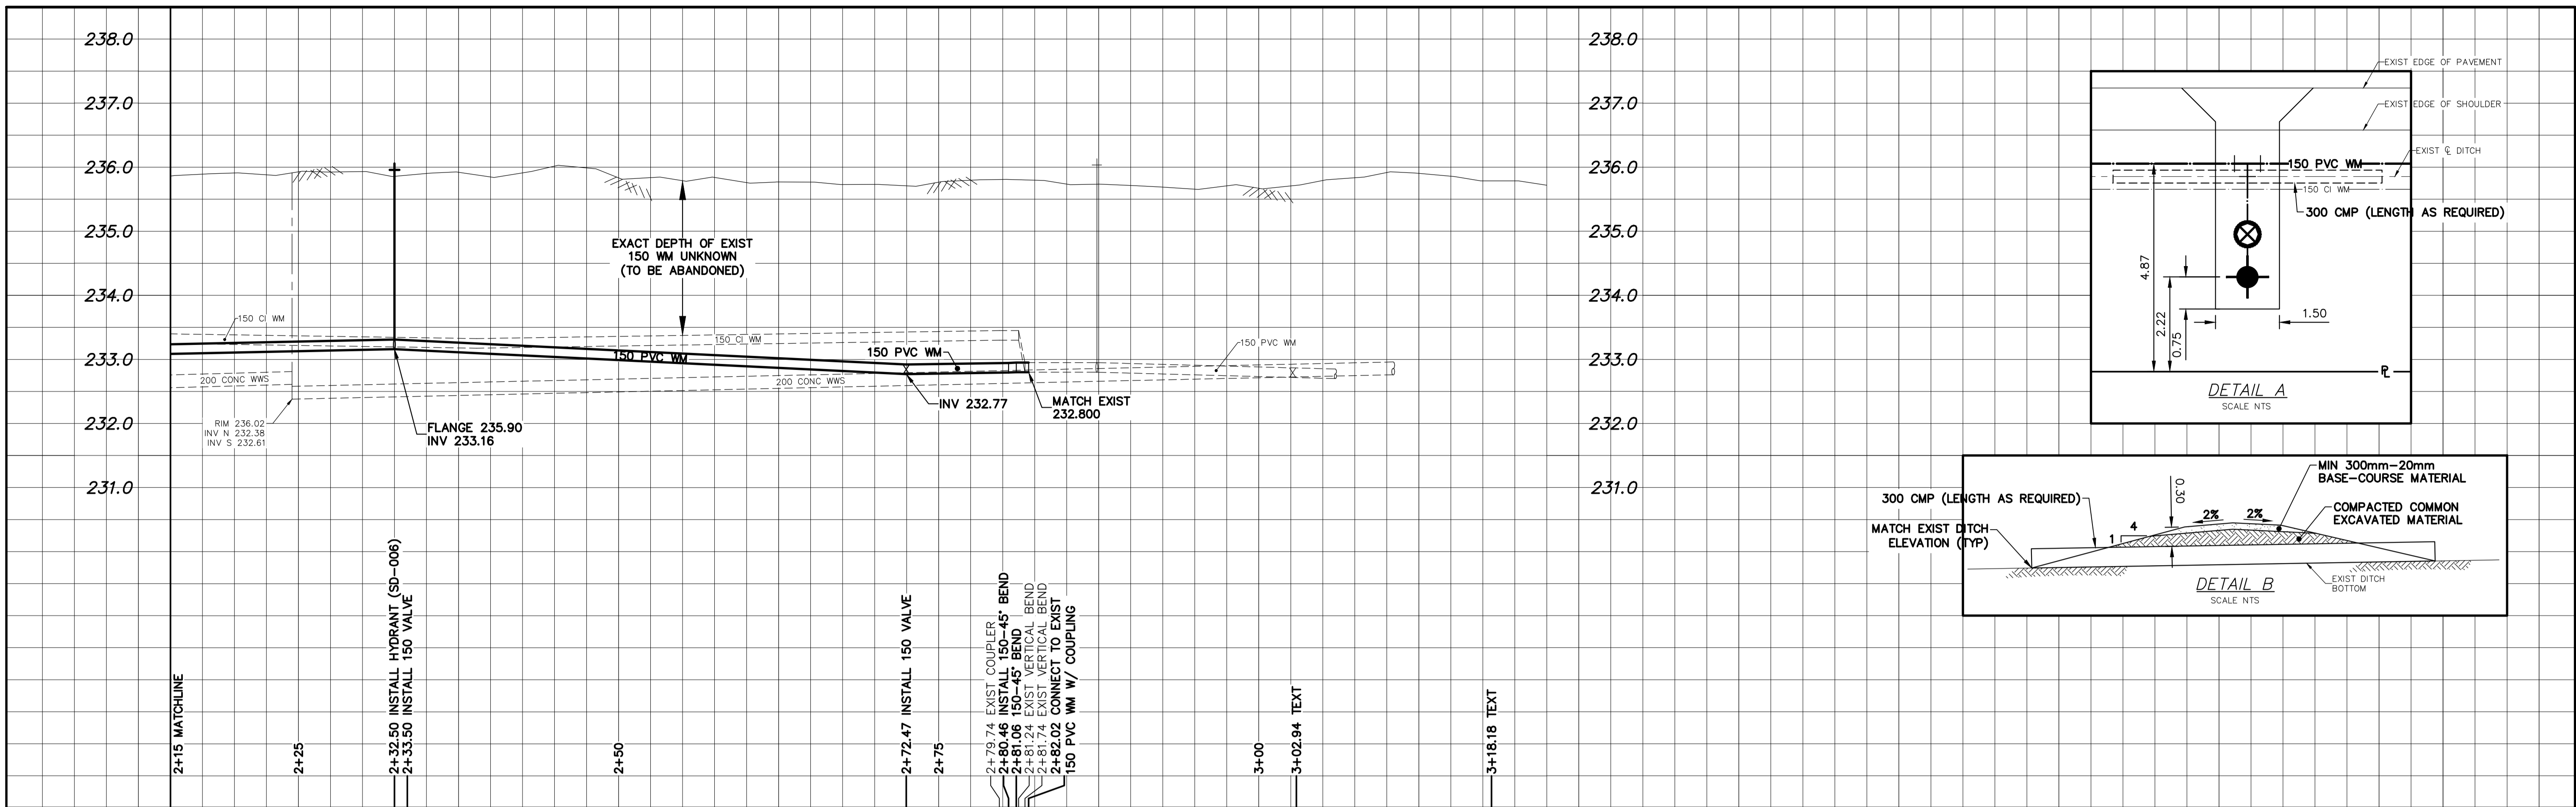 238.0
237.0
236.0
235.0
234.0
233.0
232.0
231.0
150 CI WM
200 CONC WWS
RIM 236.02
INV N 232.38
INV S 232.61
FLANGE 235.90
INV 233.16
EXACT DEPTH OF EXIST
150 WM UNKNOWN
(TO BE ABANDONED)
150 CI WM
150 PVC WM
150 PVC WM
200 CONC WWS
INV 232.77
MATCH EXIST
232.800
150 PVC WM
2+15 MATCHLINE
2+25
2+32.50 INSTALL HYDRANT (SD-006)
2+33.50 INSTALL 150 VALVE
2+50
2+72.47 INSTALL 150 VALVE
2+75
2+79.74 EXIST COUPLER
2+80.46 INSTALL 150-45° BEND
2+81.06 150-45° BEND
2+81.24 EXIST VERTICAL BEND
2+81.74 EXIST VERTICAL BEND
2+82.02 CONNECT TO EXIST
150 PVC WM W/ COUPLING
3+00
3+02.94 TEXT
3+18.18 TEXT
238.0
237.0
236.0
235.0
234.0
233.0
232.0
231.0
EXIST EDGE OF PAVEMENT
EXIST EDGE OF SHOULDER
EXIST ℄ DITCH
150 PVC WM
150 CI WM
300 CMP (LENGTH AS REQUIRED)
4.87
2.22
0.75
1.50
PL
DETAIL A
SCALE NTS
MIN 300mm-20mm
BASE-COURSE MATERIAL
300 CMP (LENGTH AS REQUIRED)
0.30
COMPACTED COMMON
EXCAVATED MATERIAL
2%
2%
MATCH EXIST DITCH
ELEVATION (TYP)
4
1
DETAIL B
SCALE NTS
EXIST DITCH
BOTTOM